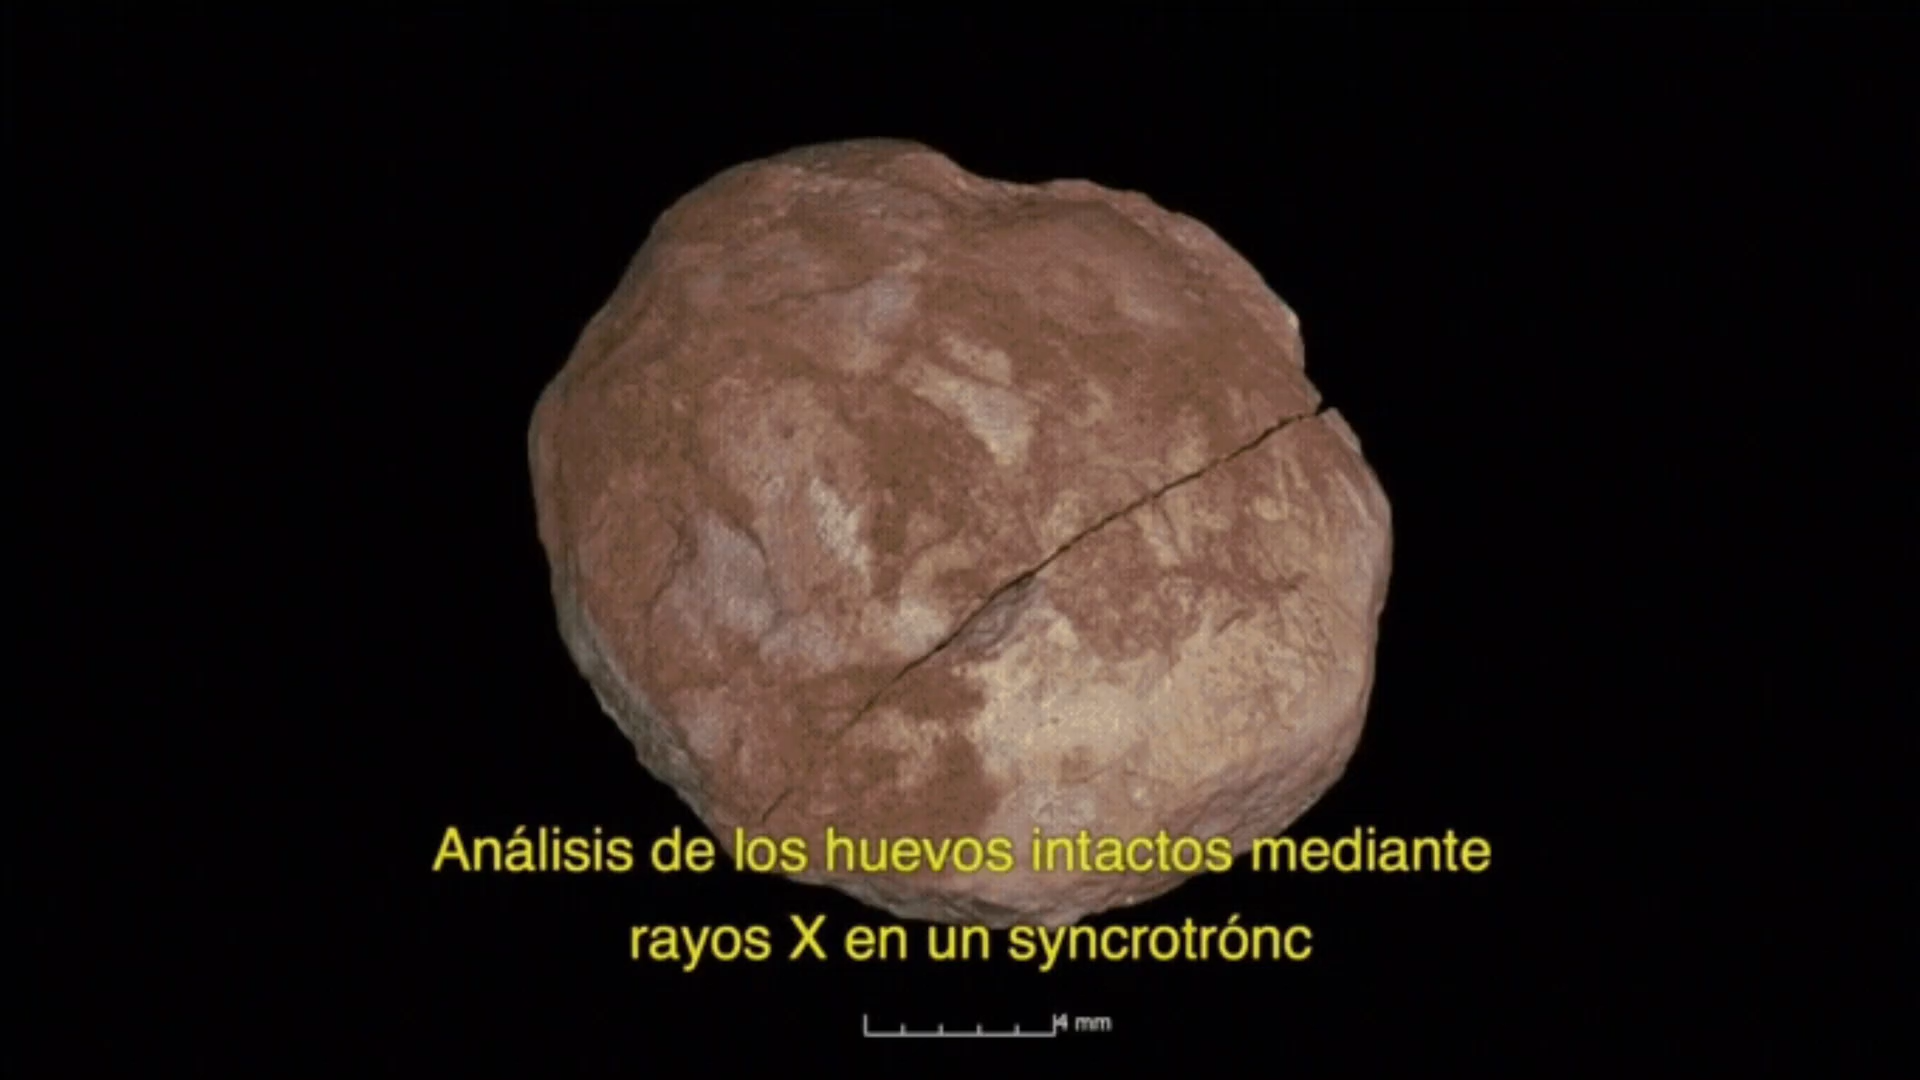 Análisis de los huevos intactos mediante
rayos X en un syncrotrónc
4 mm